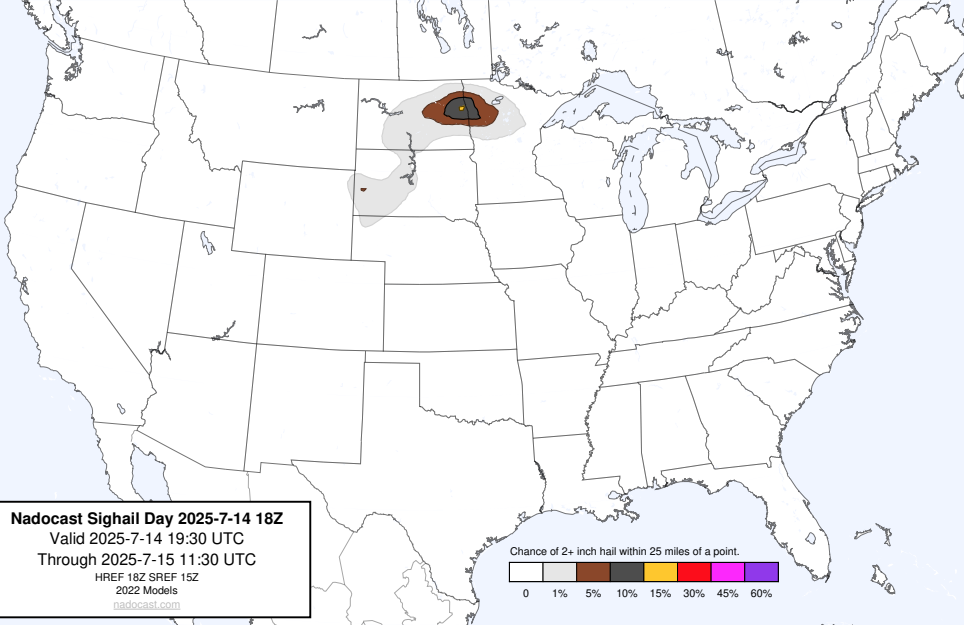 Nadocast Sighail Day 2025-7-14 18Z
Valid 2025-7-14 19:30 UTC
Through 2025-7-15 11:30 UTC
HREF 18Z SREF 15Z
2022 Models
nadocast.com
Chance of 2+ inch hail within 25 miles of a point.
0 1% 5% 10% 15% 30% 45% 60%